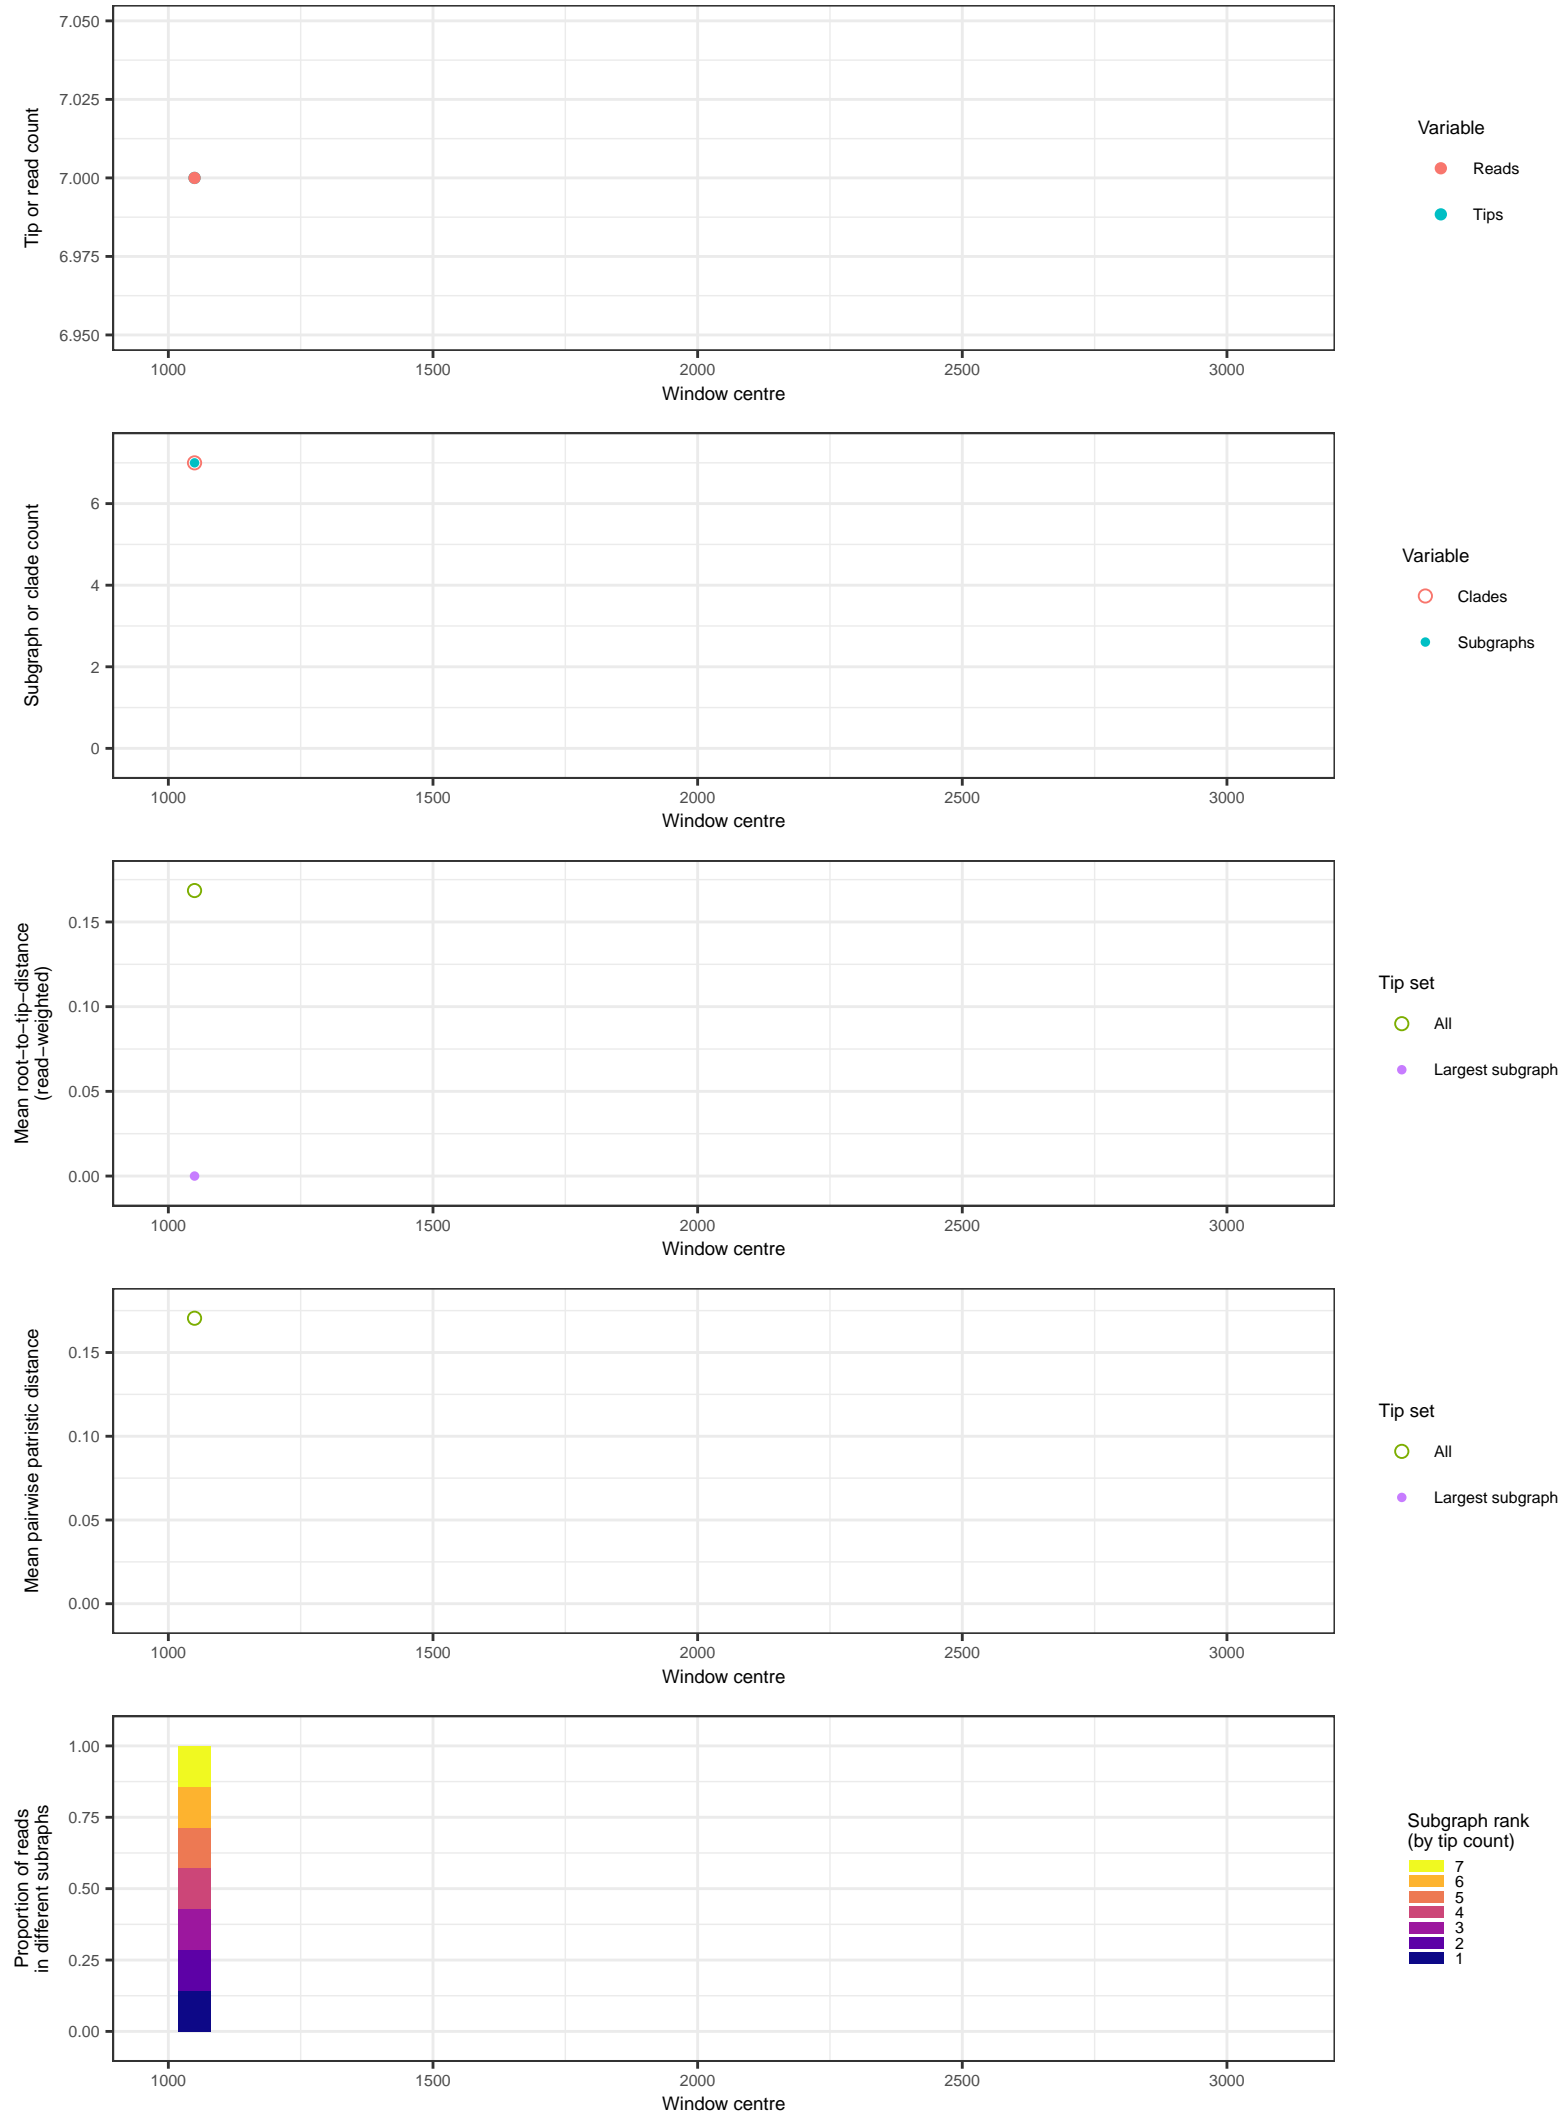 7.050
7.025
7.000
6.975
6.950
Tip or read count
1000 1500 2000 2500 3000
Window centre
Variable
Reads
Tips
6
4
2
0
Subgraph or clade count
1000 1500 2000 2500 3000
Window centre
Variable
Clades
Subgraphs
0.15
0.10
0.05
0.00
Mean root−to−tip−distance
(read−weighted)
1000 1500 2000 2500 3000
Window centre
Tip set
All
Largest subgraph
0.15
0.10
0.05
0.00
Mean pairwise patristic distance
1000 1500 2000 2500 3000
Window centre
Tip set
All
Largest subgraph
1.00
0.75
0.50
0.25
0.00
Proportion of reads
in different subraphs
1000 1500 2000 2500 3000
Window centre
Subgraph rank
(by tip count)
7
6
5
4
3
2
1